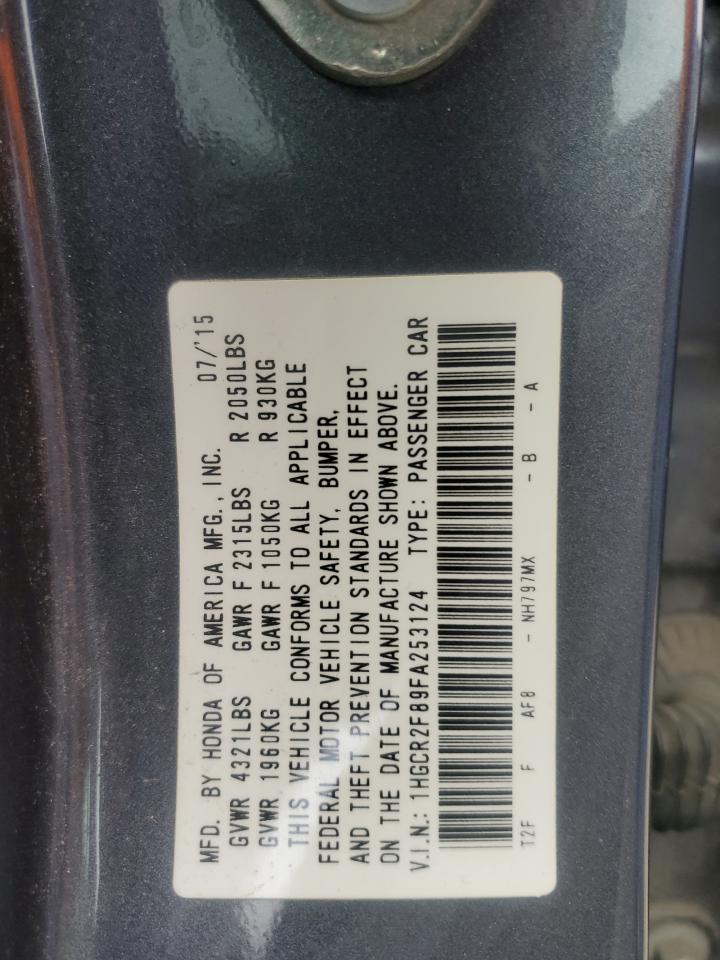 MFD. BY HONDA OF AMERICA MFG., INC. 07/'15
GVWR 4321LBS GAWR F 2315LBS R 2050LBS
GVWR 1960KG GAWR F 1050KG R 930KG
THIS VEHICLE CONFORMS TO ALL APPLICABLE
FEDERAL MOTOR VEHICLE SAFETY, BUMPER,
AND THEFT PREVENTION STANDARDS IN EFFECT
ON THE DATE OF MANUFACTURE SHOWN ABOVE.
V.I.N.: 1HGCR2F89FA253124 TYPE: PASSENGER CAR
T2F F AF8 - NH797MX - B - A